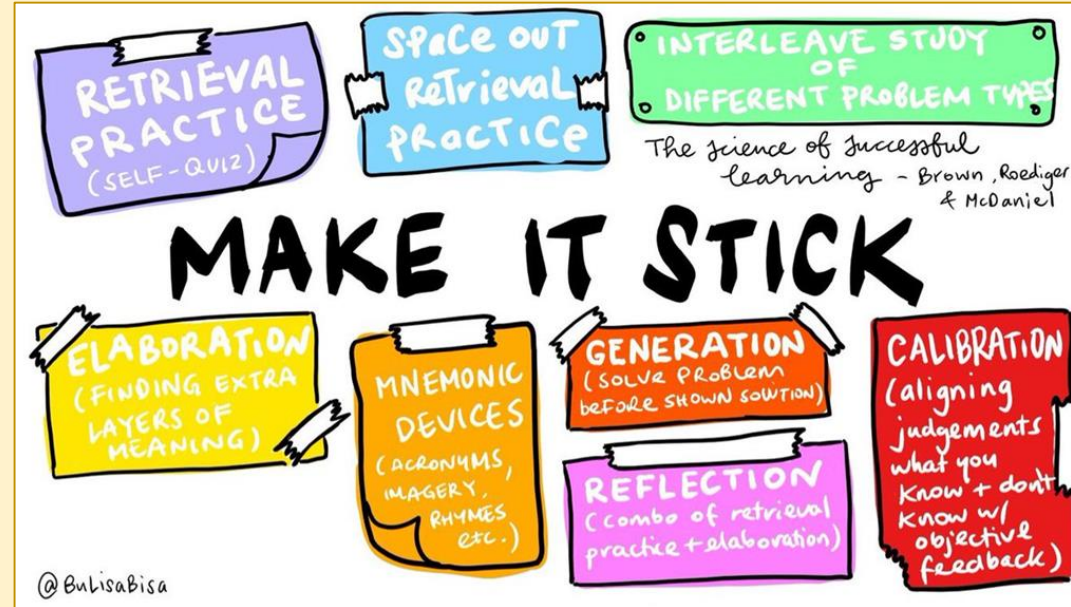 RETRIEVAL
PRACTICE
(SELF-QUIZ)
SPACE OUT
RETRIEVAL
PRACTICE
INTERLEAVE STUDY
OF
DIFFERENT PROBLEM TYPES
The science of successful
learning - Brown, Roediger
& McDaniel
MAKE IT STICK
ELABORATION
(FINDING EXTRA
LAYERS OF
MEANING)
MNEMONIC
DEVICES
(ACRONYMS,
IMAGERY,
RHYMES
etc.)
GENERATION
(SOLVE PROBLEM
BEFORE SHOWN SOLUTION)
REFLECTION
(combo of retrieval
practice + elaboration)
CALIBRATION
(aligning
judgements
what you
know + don't
know w/
objective
feedback)
@BuLisaBisa